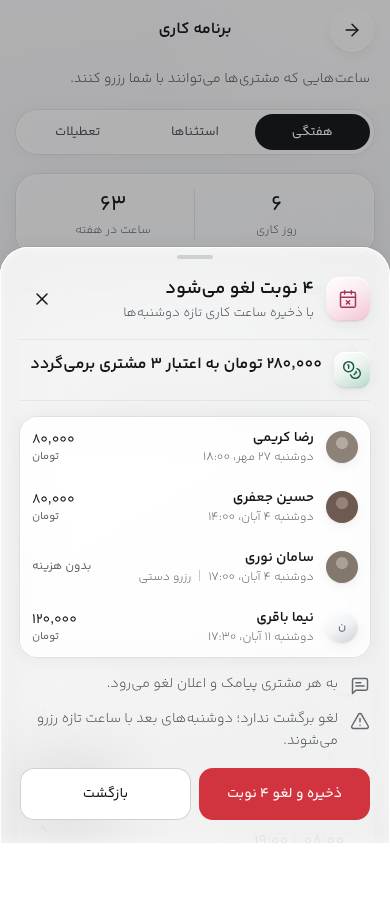 برنامه کاری
ساعت‌هایی که مشتری‌ها می‌توانند با شما رزرو کنند.
هفتگی
استثناها
تعطیلات
۶
روز کاری
۶۳
ساعت در هفته
۴ نوبت لغو می‌شود
با ذخیره ساعت کاری تازه دوشنبه‌ها
۲۸۰,۰۰۰ تومان به اعتبار ۳ مشتری برمی‌گردد
رضا کریمی
دوشنبه ۲۷ مهر، ۱۸:۰۰
۸۰,۰۰۰
تومان
حسین جعفری
دوشنبه ۴ آبان، ۱۴:۰۰
۸۰,۰۰۰
تومان
سامان نوری
دوشنبه ۴ آبان، ۱۷:۰۰ | رزرو دستی
بدون هزینه
ن
نیما باقری
دوشنبه ۱۱ آبان، ۱۷:۳۰
۱۲۰,۰۰۰
تومان
به هر مشتری پیامک و اعلان لغو می‌رود.
لغو برگشت ندارد؛ دوشنبه‌های بعد با ساعت تازه رزرو
می‌شوند.
ذخیره و لغو ۴ نوبت
بازگشت